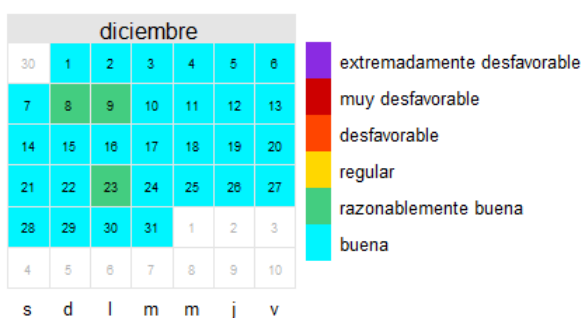 diciembre
30 1 2 3 4 5 6
7 8 9 10 11 12 13
14 15 16 17 18 19 20
21 22 23 24 25 26 27
28 29 30 31 1 2 3
4 5 6 7 8 9 10
s d l m m j v
extremadamente desfavorable
muy desfavorable
desfavorable
regular
razonablemente buena
buena